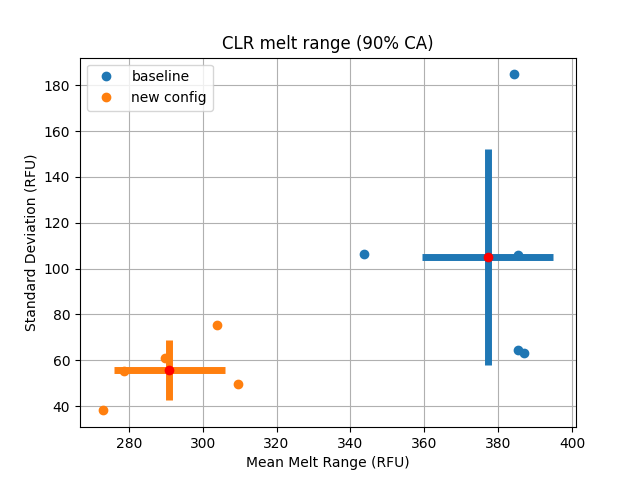 CLR melt range (90% CA)
baseline
new config
Standard Deviation (RFU)
180
160
140
120
100
80
60
40
280 300 320 340 360 380 400
Mean Melt Range (RFU)